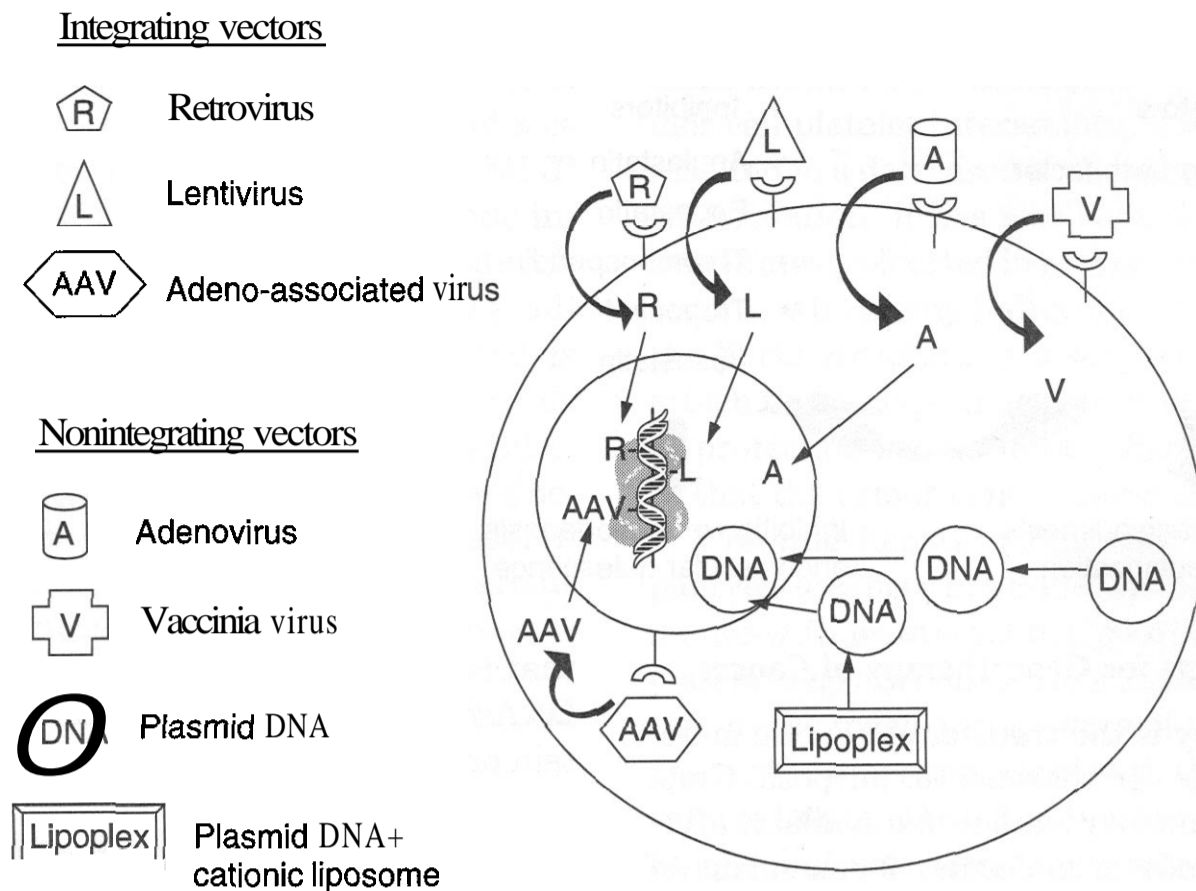 Integrating vectors
R Retrovirus
L Lentivirus
AAV Adeno-associated virus
Nonintegrating vectors
A Adenovirus
V Vaccinia virus
DNA Plasmid DNA
Lipoplex Plasmid DNA+
cationic liposome
R
L
A
V
R
L
A
V
R
L
AAV
A
DNA
DNA
DNA
DNA
AAV
AAV
Lipoplex